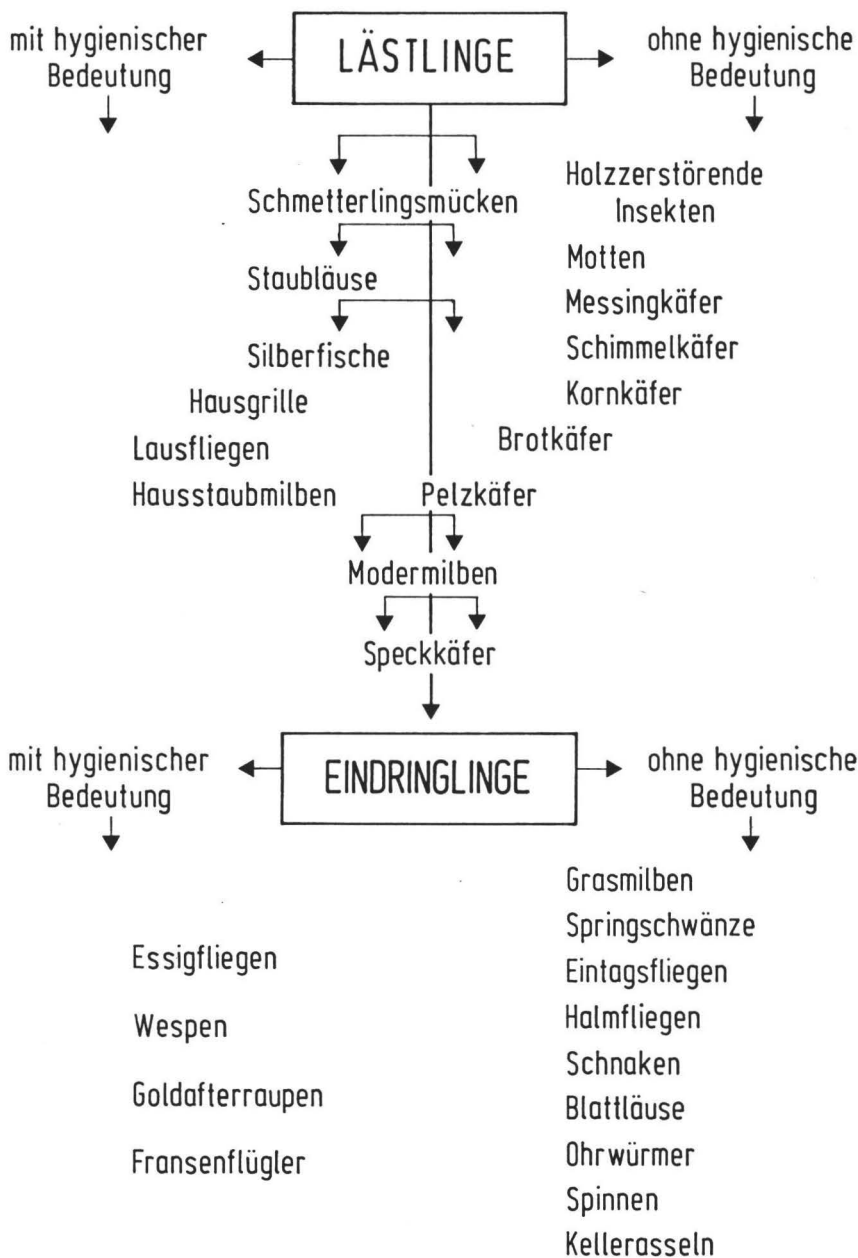 mit hygienischer
Bedeutung
LÄSTLINGE
ohne hygienische
Bedeutung
Schmetterlingsmücken
Staubläuse
Silberfische
Hausgrille
Lausfliegen
Hausstaubmilben
Holzzerstörende
Insekten
Motten
Messingkäfer
Schimmelkäfer
Kornkäfer
Brotkäfer
Pelzkäfer
Modermilben
Speckkäfer
mit hygienischer
Bedeutung
EINDRINGLINGE
ohne hygienische
Bedeutung
Essigfliegen
Wespen
Goldafterraupen
Fransenflügler
Grasmilben
Springschwänze
Eintagsfliegen
Halmfliegen
Schnaken
Blattläuse
Ohrwürmer
Spinnen
Kellerasseln